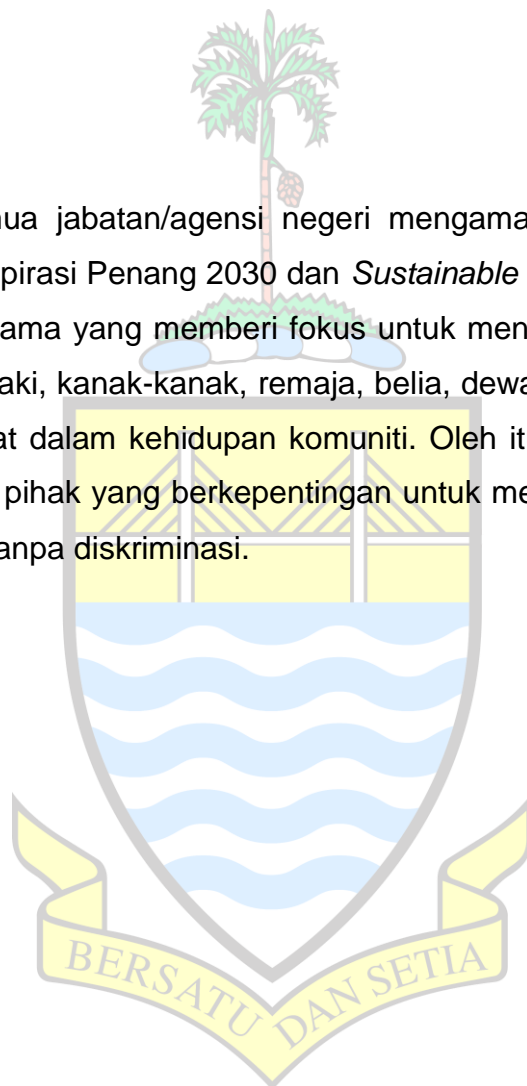 jabatan/agensi negeri
Penang 2030 dan Sustainable
yang memberi fokus untuk
kanak-kanak, remaja, belia,
dalam kehidupan komuniti. Oleh
pihak yang berkepentingan untuk
diskriminasi.
BERSATU DAN SETIA